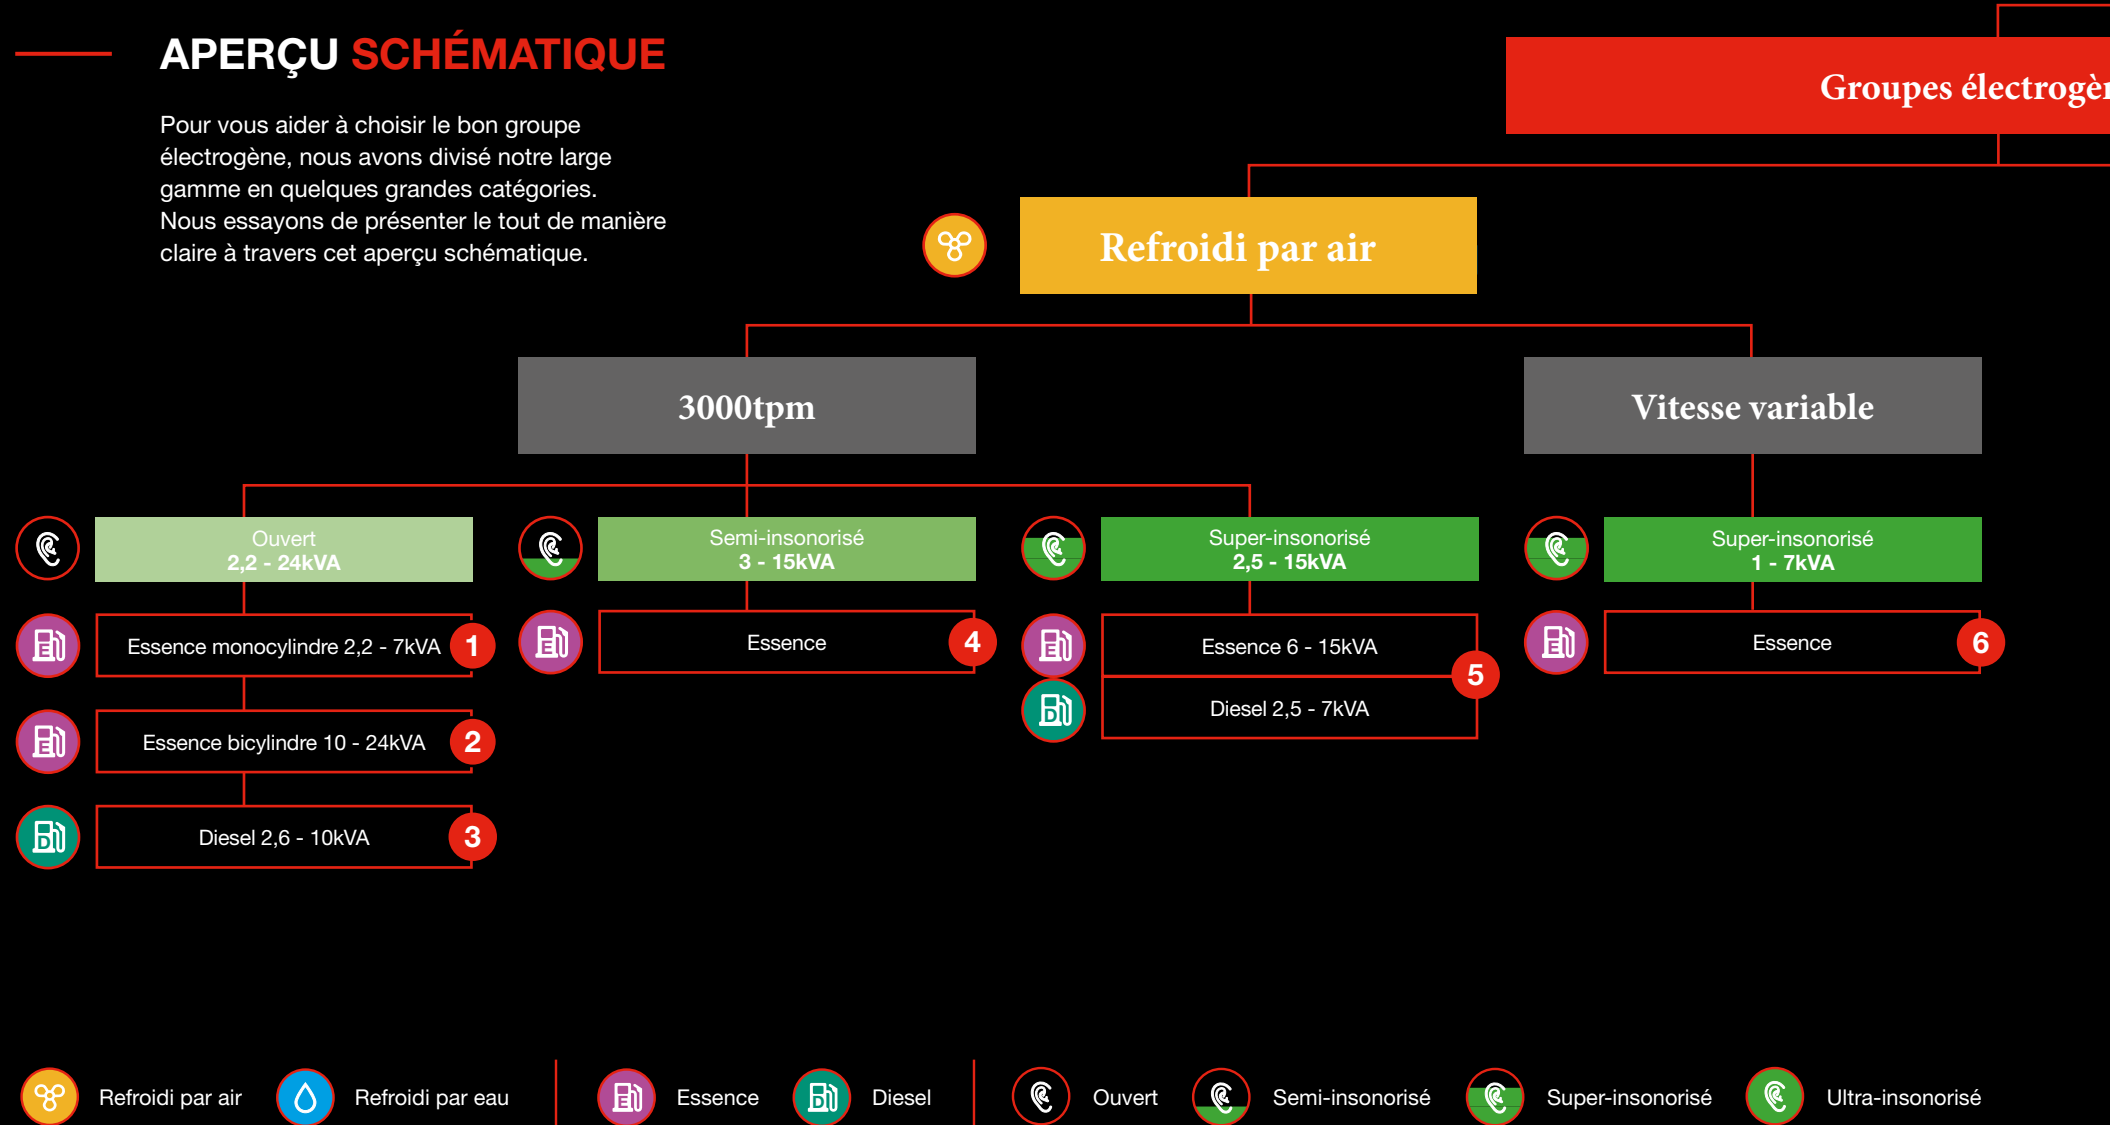 APERÇU SCHÉMATIQUE
Pour vous aider à choisir le bon groupe
électrogène, nous avons divisé notre large
gamme en quelques grandes catégories.
Nous essayons de présenter le tout de manière
claire à travers cet aperçu schématique.
Groupes
Refroidi par air
3000tpm
Vitesse variable
Ouvert
2,2 - 24kVA
Semi-insonorisé
3 - 15kVA
Super-insonorisé
2,5 - 15kVA
Super-insonorisé
1 - 7kVA
E
Essence monocylindre 2,2 - 7kVA
1
E
Essence bicylindre 10 - 24kVA
2
D
Diesel 2,6 - 10kVA
3
E
Essence
4
E
Essence 6 - 15kVA
D
Diesel 2,5 - 7kVA
5
E
Essence
6
Refroidi par air
Refroidi par eau
E
Essence
D
Diesel
Ouvert
Semi-insonorisé
Super-insonorisé
Ultra-insonorisé